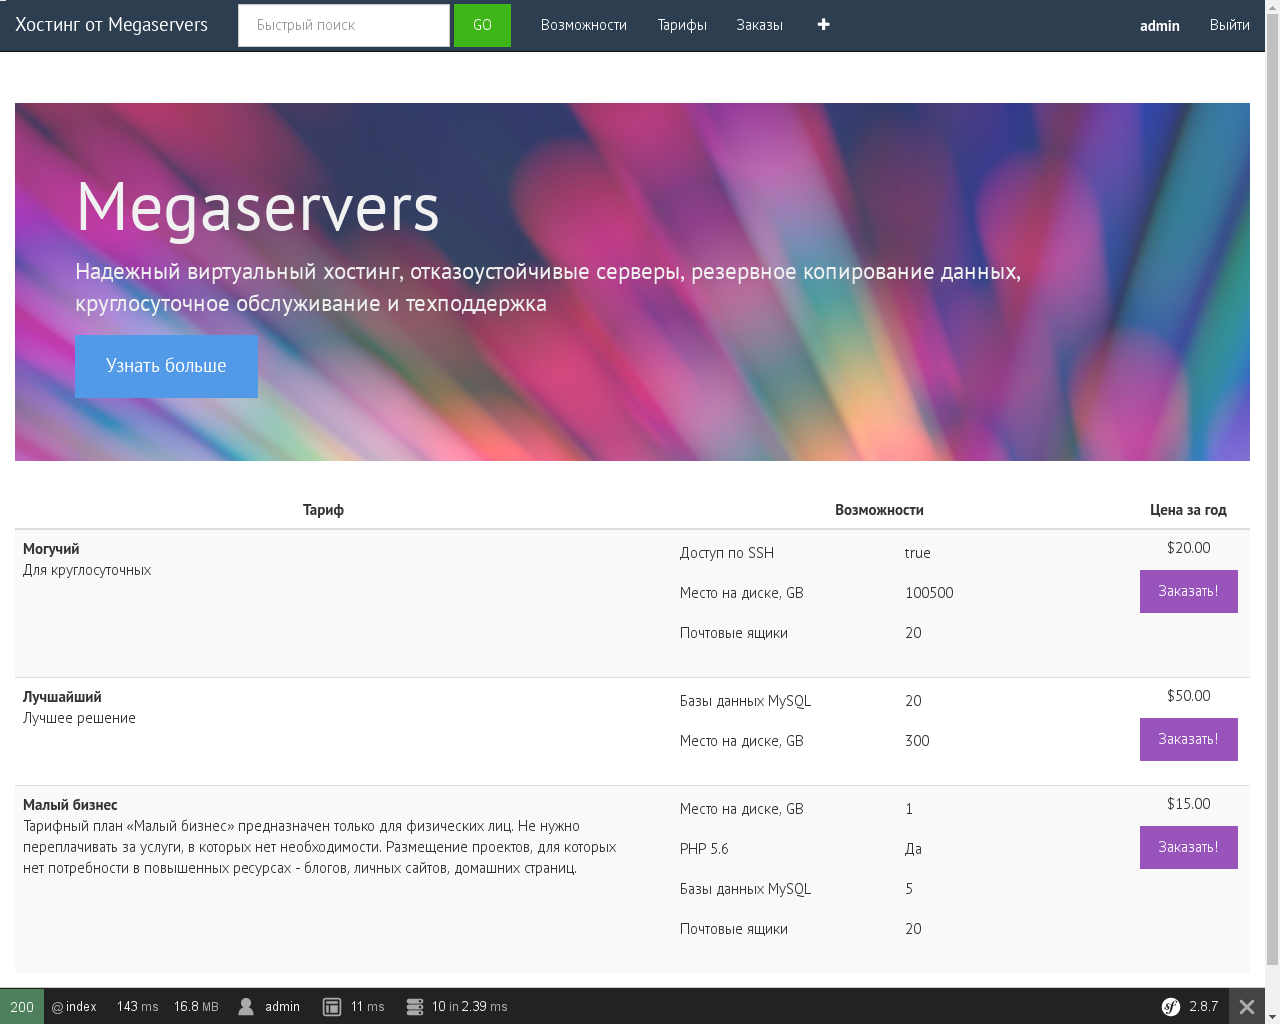 Хостинг от Megaservers Быстрый поиск GO Возможности Тарифы Заказы admin Выйти
Megaservers
Надежный виртуальный хостинг, отказоустойчивые серверы, резервное копирование данных,
круглосуточное обслуживание и техподдержка
Узнать больше
Тариф Возможности Цена за год
Могучий
Для круглосуточных
Доступ по SSH true
Место на диске, GB 100500
Почтовые ящики 20
$20.00
Заказать!
Лучшайший
Лучшее решение
Базы данных MySQL 20
Место на диске, GB 300
$50.00
Заказать!
Малый бизнес
Тарифный план «Малый бизнес» предназначен только для физических лиц. Не нужно
переплачивать за услуги, в которых нет необходимости. Размещение проектов, для которых
нет потребности в повышенных ресурсах - блогов, личных сайтов, домашних страниц.
Место на диске, GB 1
PHP 5.6 Да
Базы данных MySQL 5
Почтовые ящики 20
$15.00
Заказать!
200 @index 143 ms 16.8 MB admin 11 ms 10 in 2.39 ms sf 2.8.7